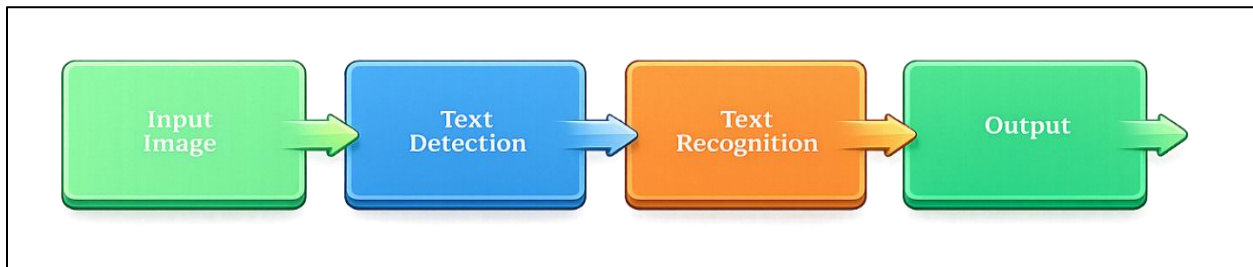 Input
Image
Text
Detection
Text
Recognition
Output